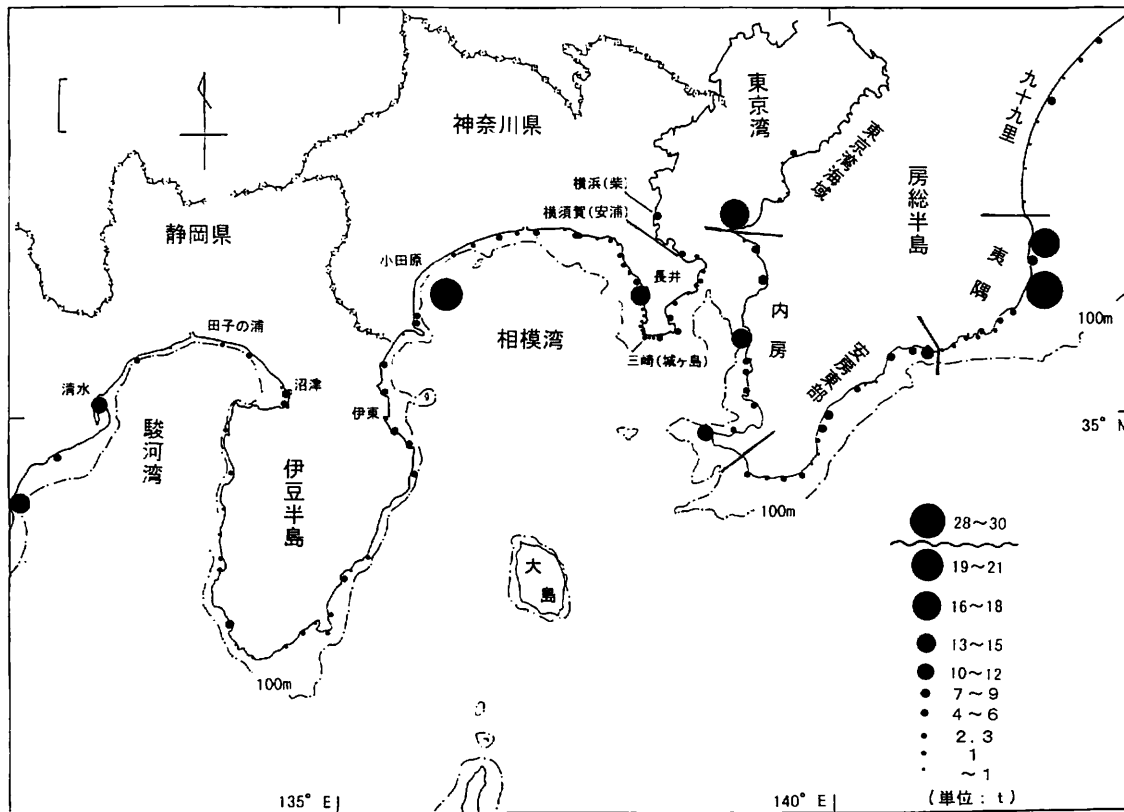 神奈川県
東京湾
九十九里
東京湾海域
房総半島
横浜(柴)
横須賀(安浦)
静岡県
小田原
長井
夷隅
相模湾
内房
100m
田子の浦
三崎(城ヶ島)
安房東部
清水
沼津
伊東
35° N
駿河湾
伊豆半島
100m
大島
100m
28～30
19～21
16～18
13～15
10～12
7～9
4～6
2.3
1
～1
(単位: t)
135° E
140° E